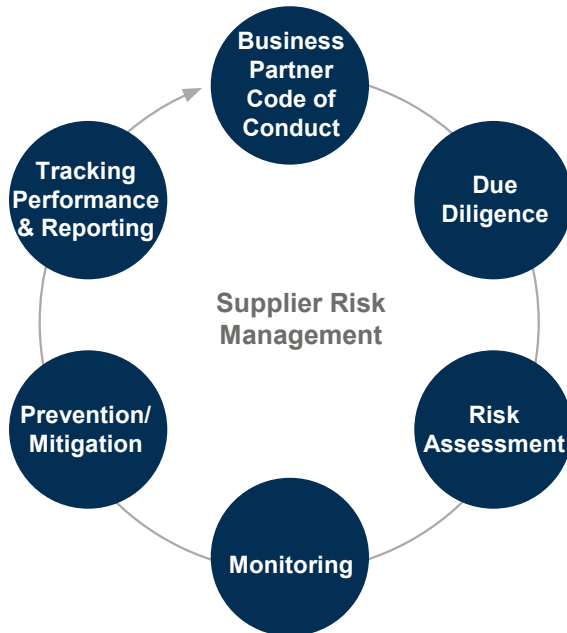 Business
Partner
Code of
Conduct
Due
Diligence
Risk
Assessment
Monitoring
Prevention/
Mitigation
Tracking
Performance
& Reporting
Supplier Risk
Management